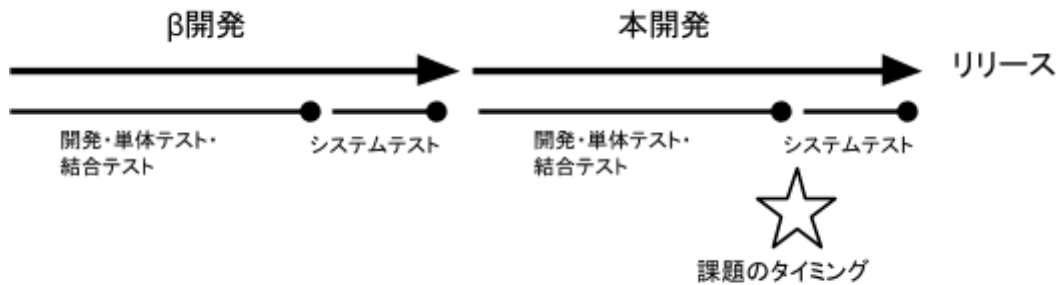 β開発
本開発
リリース
開発・単体テスト・
結合テスト
システムテスト
開発・単体テスト・
結合テスト
システムテスト
課題のタイミング